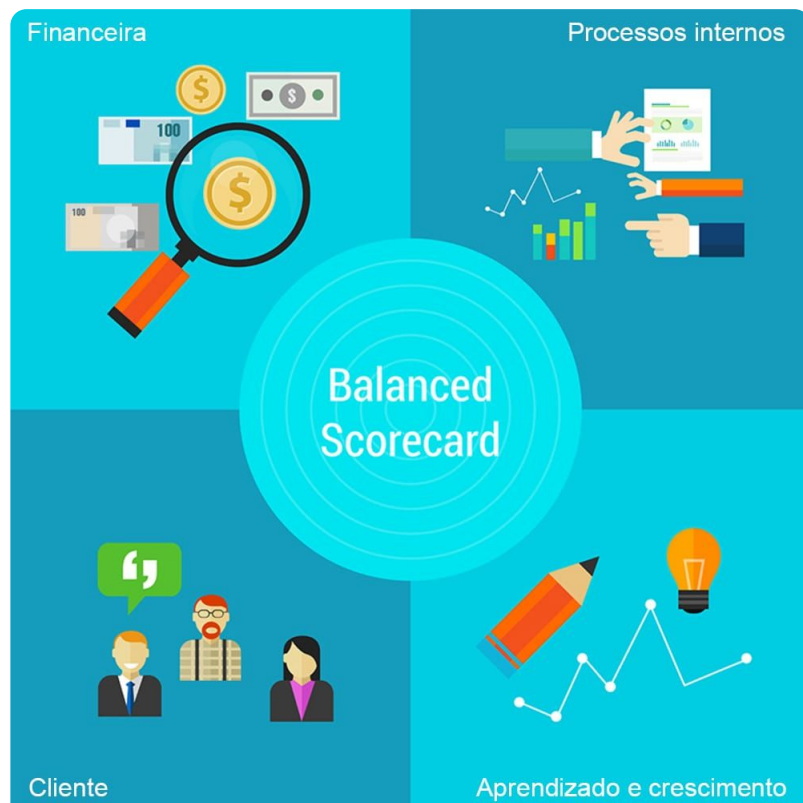 Financeira
Processos internos
$
$
100
$
100
Balanced
Scorecard
Cliente
Aprendizado e crescimento